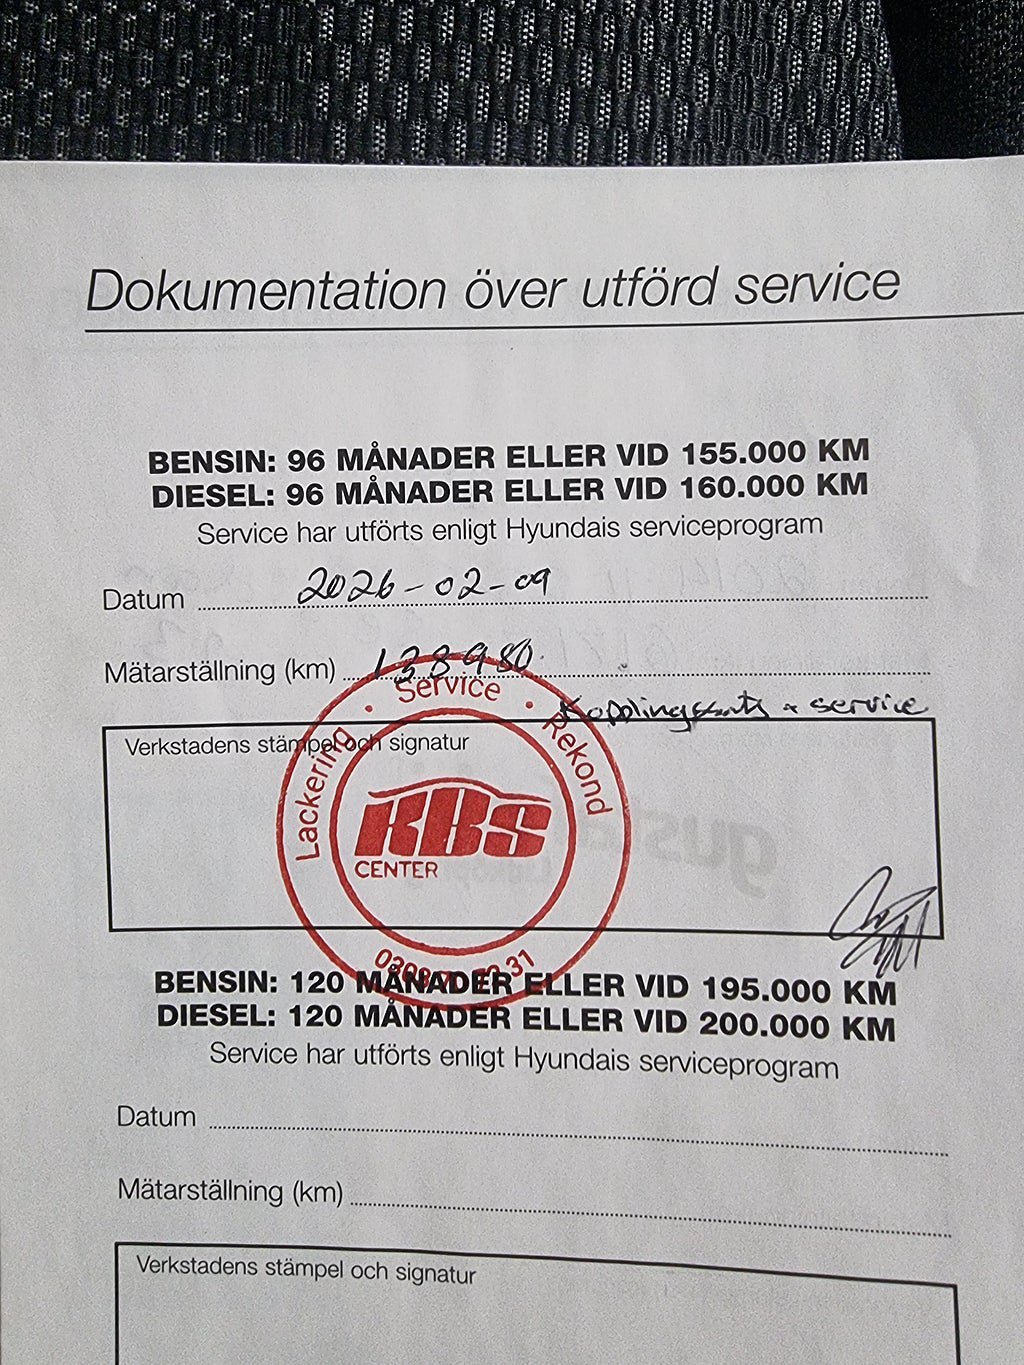 Dokumentation över utförd service
BENSIN: 96 MÅNADER ELLER VID 155.000 KM
DIESEL: 96 MÅNADER ELLER VID 160.000 KM
Service har utförts enligt Hyundais serviceprogram
Datum 2026-02-09
Mätarställning (km) 138980
Kopplingssats + service
Verkstadens stämpel och signatur
Lackering • Service • Rekond
KBS
CENTER
31
BENSIN: 120 MÅNADER ELLER VID 195.000 KM
DIESEL: 120 MÅNADER ELLER VID 200.000 KM
Service har utförts enligt Hyundais serviceprogram
Datum
Mätarställning (km)
Verkstadens stämpel och signatur